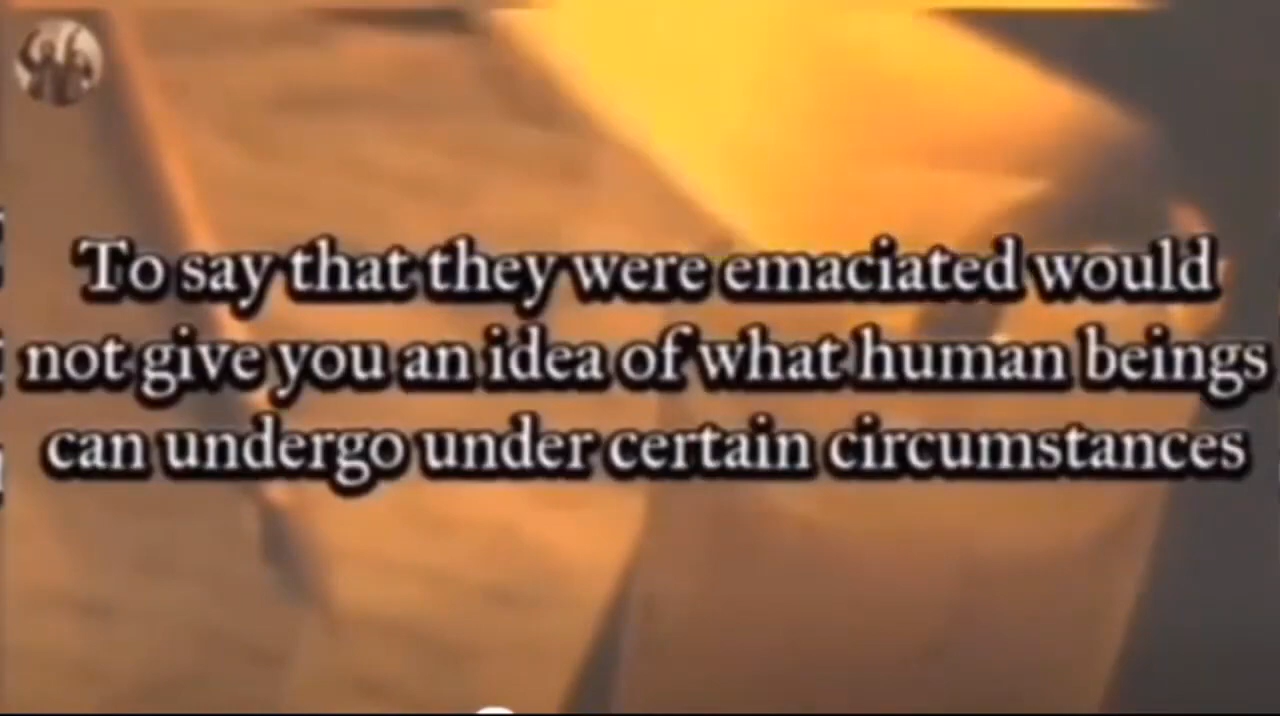 To say that they were emaciated would
not give you an idea of what human beings
can undergo under certain circumstances